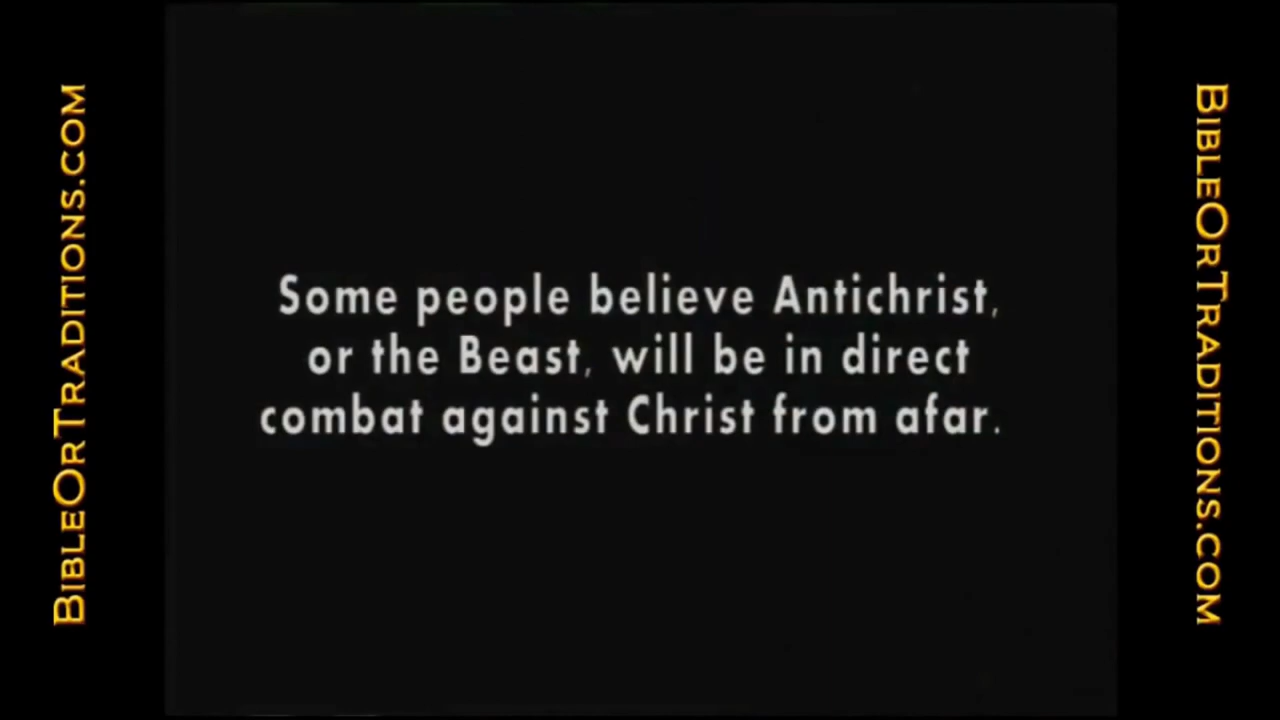 BIBLEORTRADITIONS.COM
Some people believe Antichrist,
or the Beast, will be in direct
combat against Christ from afar.
BIBLEORTRADITIONS.COM